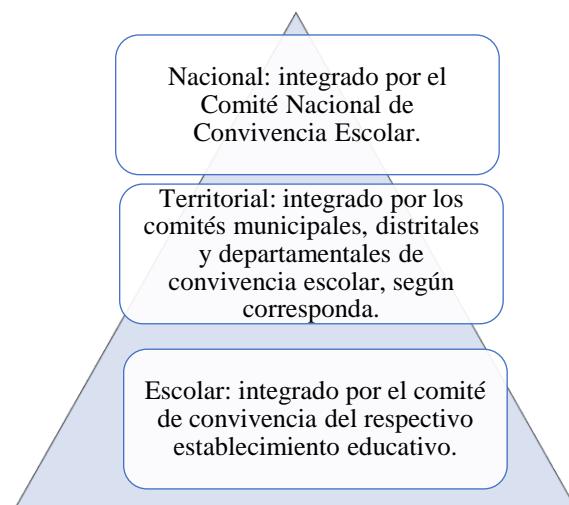 Nacional: integrado por el
Comité Nacional de
Convivencia Escolar.
Territorial: integrado por los
comités municipales, distritales
y departamentales de
convivencia escolar, según
corresponda.
Escolar: integrado por el comité
de convivencia del respectivo
establecimiento educativo.